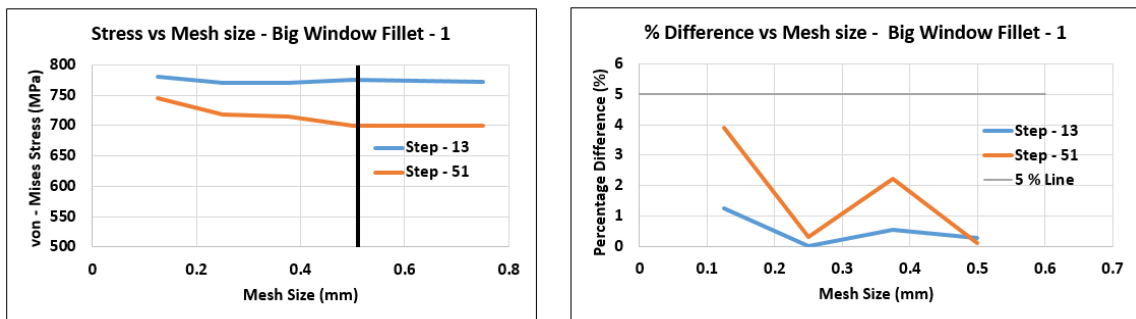 Stress vs Mesh size - Big Window Fillet - 1
von - Mises Stress (MPa)
800
750
700
650
600
550
500
0 0.2 0.4 0.6 0.8
Mesh Size (mm)
Step - 13
Step - 51
% Difference vs Mesh size - Big Window Fillet - 1
Percentage Difference (%)
6
5
4
3
2
1
0
0 0.1 0.2 0.3 0.4 0.5 0.6 0.7
Mesh Size (mm)
Step - 13
Step - 51
5 % Line